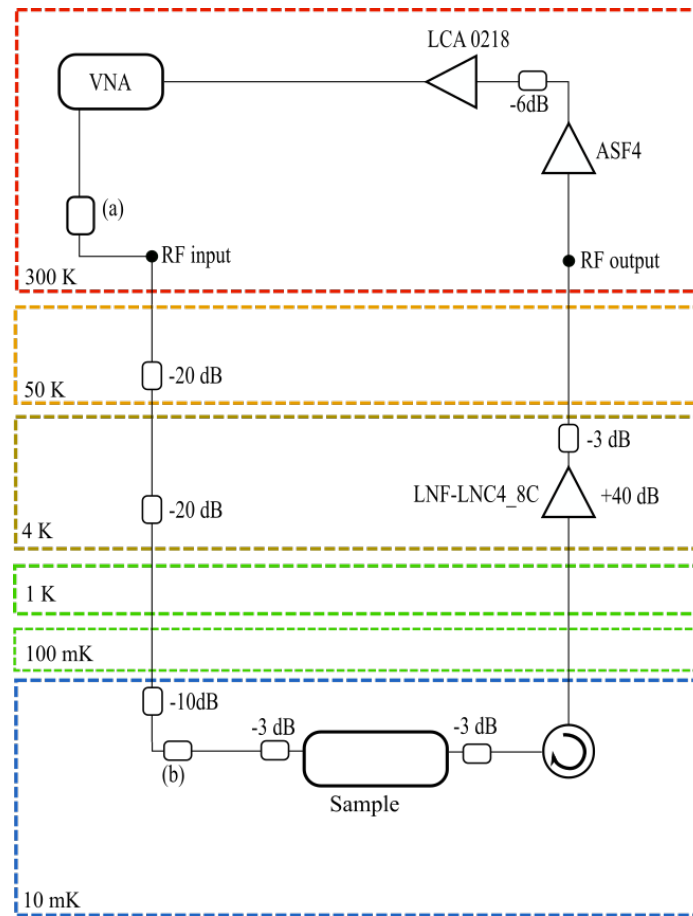 LCA 0218
VNA
-6dB
ASF4
(a)
RF input
RF output
300 K
-20 dB
50 K
-3 dB
LNF-LNC4_8C
+40 dB
-20 dB
4 K
1 K
100 mK
-10dB
-3 dB
-3 dB
(b)
Sample
10 mK